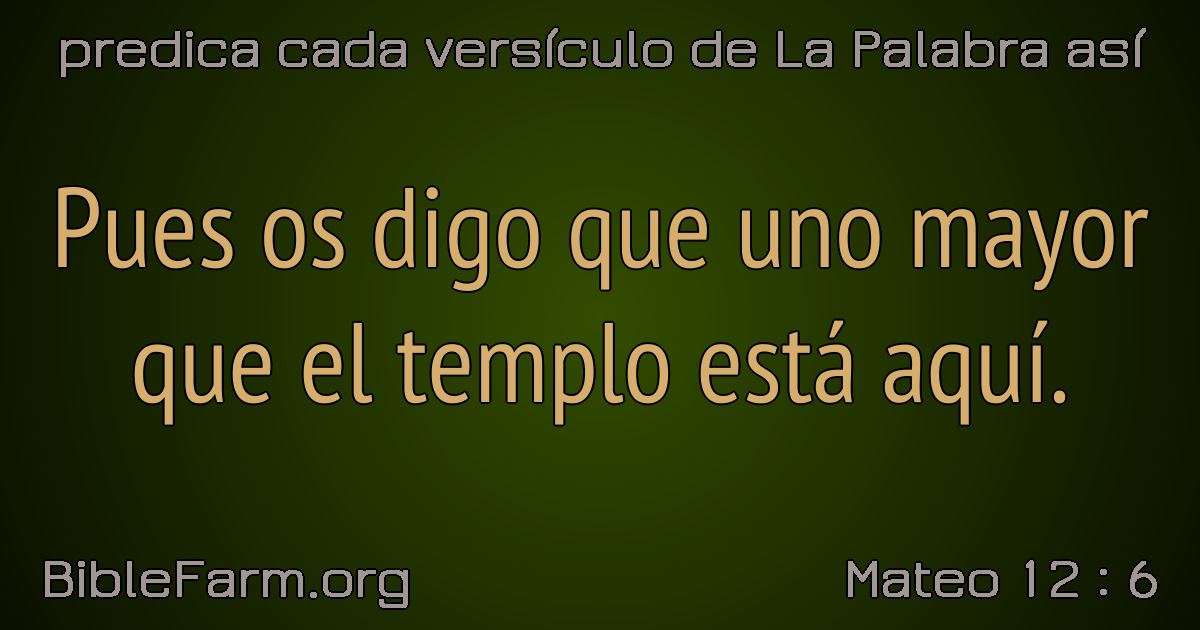 predica cada versículo de La Palabra así
Pues os digo que uno mayor
que el templo está aquí.
BibleFarm.org
Mateo 12 : 6